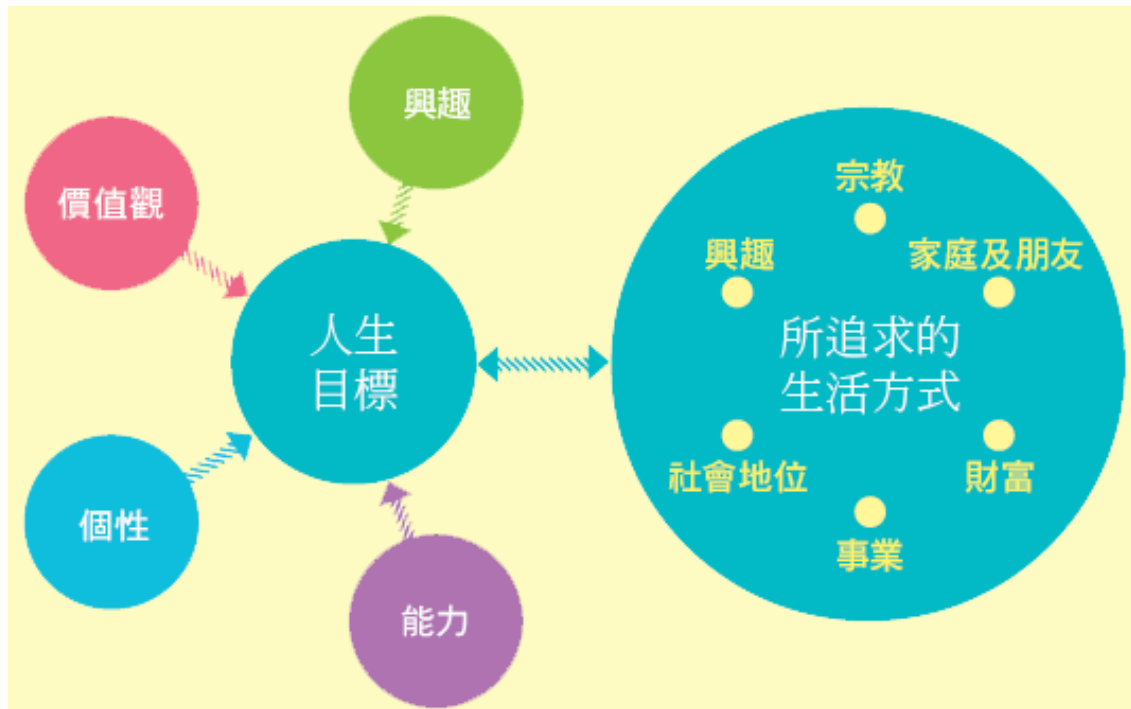 興趣
價值觀
人生
目標
個性
能力
宗教
興趣
家庭及朋友
所追求的
生活方式
社會地位
財富
事業